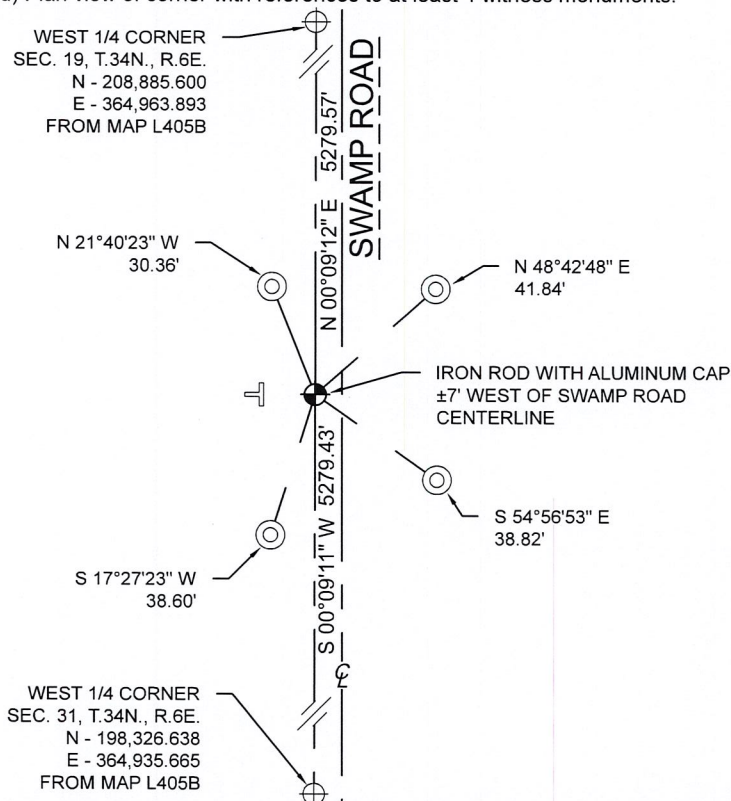 d) Plan view of corner with references to at least 4 witness monuments.
WEST 1/4 CORNER
SEC. 19, T.34N., R.6E.
N - 208,885.600
E - 364,963.893
FROM MAP L405B
5279.57'
SWAMP ROAD
N 00°09'12" E
N 21°40'23" W
30.36'
N 48°42'48" E
41.84'
IRON ROD WITH ALUMINUM CAP
±7' WEST OF SWAMP ROAD
CENTERLINE
S 00°09'11" W 5279.43'
S 54°56'53" E
38.82'
S 17°27'23" W
38.60'
WEST 1/4 CORNER
SEC. 31, T.34N., R.6E.
N - 198,326.638
E - 364,935.665
FROM MAP L405B